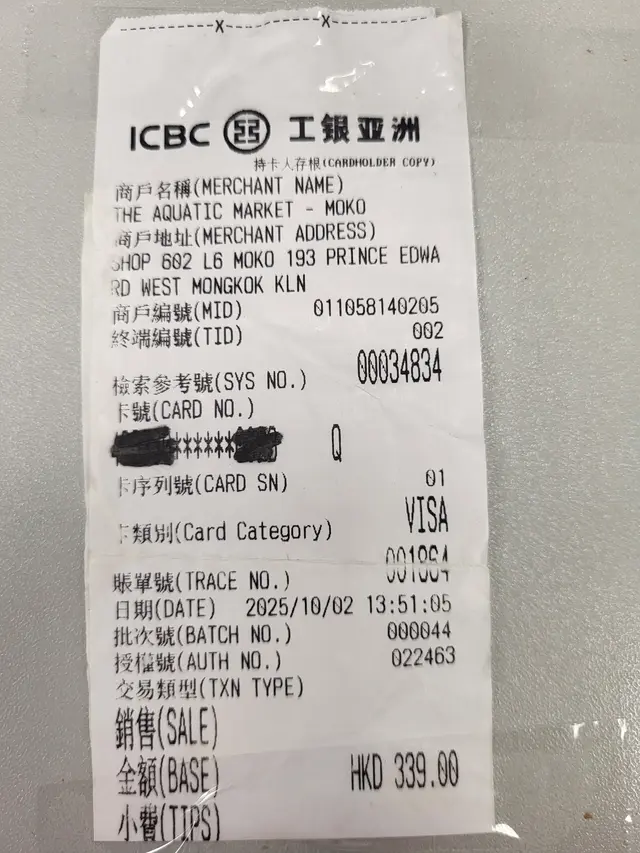 ICBC 工银亚洲
持卡人存根(CARDHOLDER COPY)
商戶名稱(MERCHANT NAME)
THE AQUATIC MARKET - MOKO
商戶地址(MERCHANT ADDRESS)
SHOP 602 L6 MOKO 193 PRINCE EDWA
RD WEST MONGKOK KLN
商戶編號(MID) 011058140205
終端編號(TID) 002
檢索參考號(SYS NO.) 00034834
卡號(CARD NO.)
****** Q
卡序列號(CARD SN) 01
卡類別(Card Category) VISA
賬單號(TRACE NO.) 001864
日期(DATE) 2025/10/02 13:51:05
批次號(BATCH NO.) 000044
授權號(AUTH NO.) 022463
交易類型(TXN TYPE)
銷售(SALE)
金額(BASE) HKD 339.00
小費(TIPS)